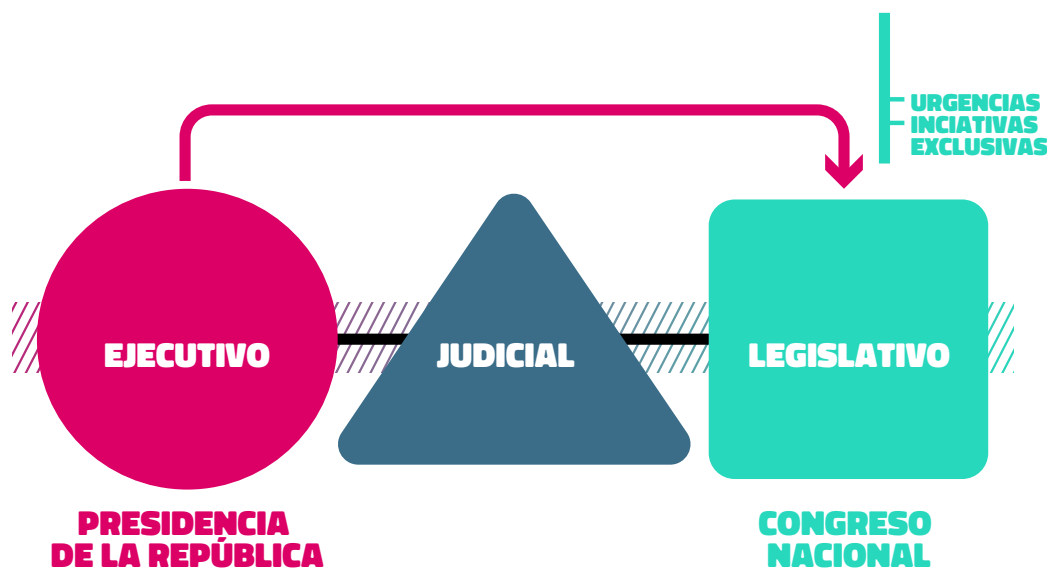 URGENCIAS
INCIATIVAS
EXCLUSIVAS
EJECUTIVO
JUDICIAL
LEGISLATIVO
PRESIDENCIA
DE LA REPÚBLICA
CONGRESO
NACIONAL